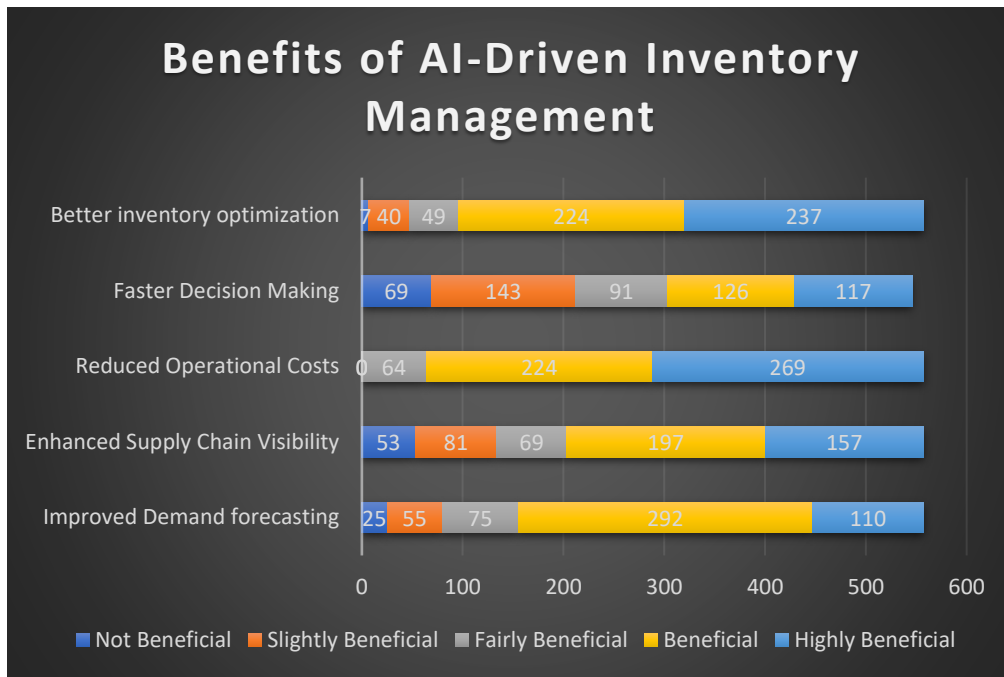 Benefits of AI-Driven Inventory
Management
Better inventory optimization 7 40 49 224 237
Faster Decision Making 69 143 91 126 117
Reduced Operational Costs 0 64 224 269
Enhanced Supply Chain Visibility 53 81 69 197 157
Improved Demand forecasting 25 55 75 292 110
0 100 200 300 400 500 600
Not Beneficial Slightly Beneficial Fairly Beneficial Beneficial Highly Beneficial